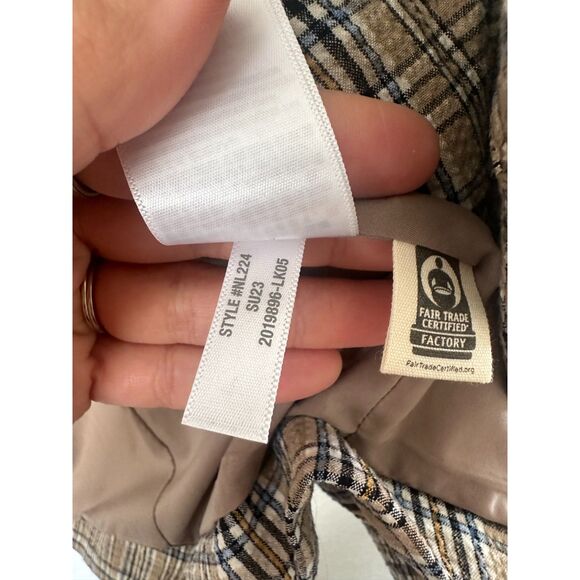 STYLE #NL224
SU23
2019896-LK05
FAIR TRADE
CERTIFIED®
FACTORY
FairTradeCertified.org